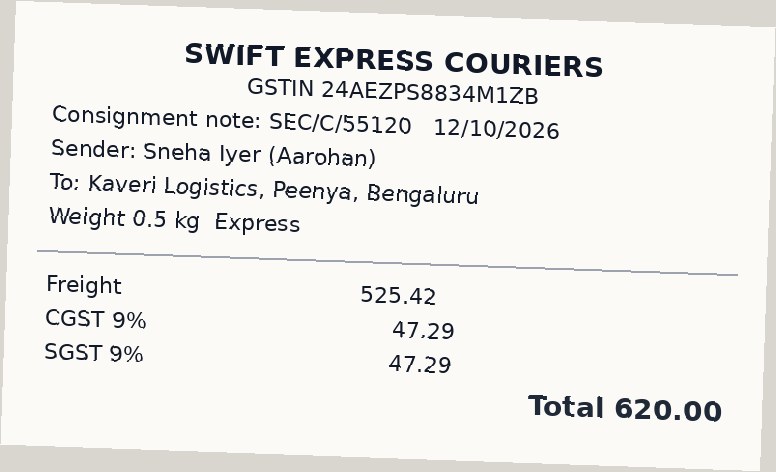 SWIFT EXPRESS COURIERS
GSTIN 24AEZPS8834M1ZB
Consignment note: SEC/C/55120 12/10/2026
Sender: Sneha Iyer (Aarohan)
To: Kaveri Logistics, Peenya, Bengaluru
Weight 0.5 kg Express
Freight 525.42
CGST 9% 47.29
SGST 9% 47.29
Total 620.00